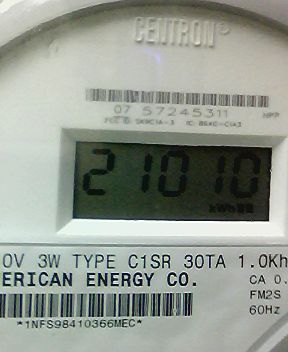 CENTRON®
07 57245311
21010
kWh
0V 3W TYPE C1SR 30TA 1.0Kh
ERICAN ENERGY CO.
CA 0.
FM2S
60Hz
*1NFS98410366MEC*